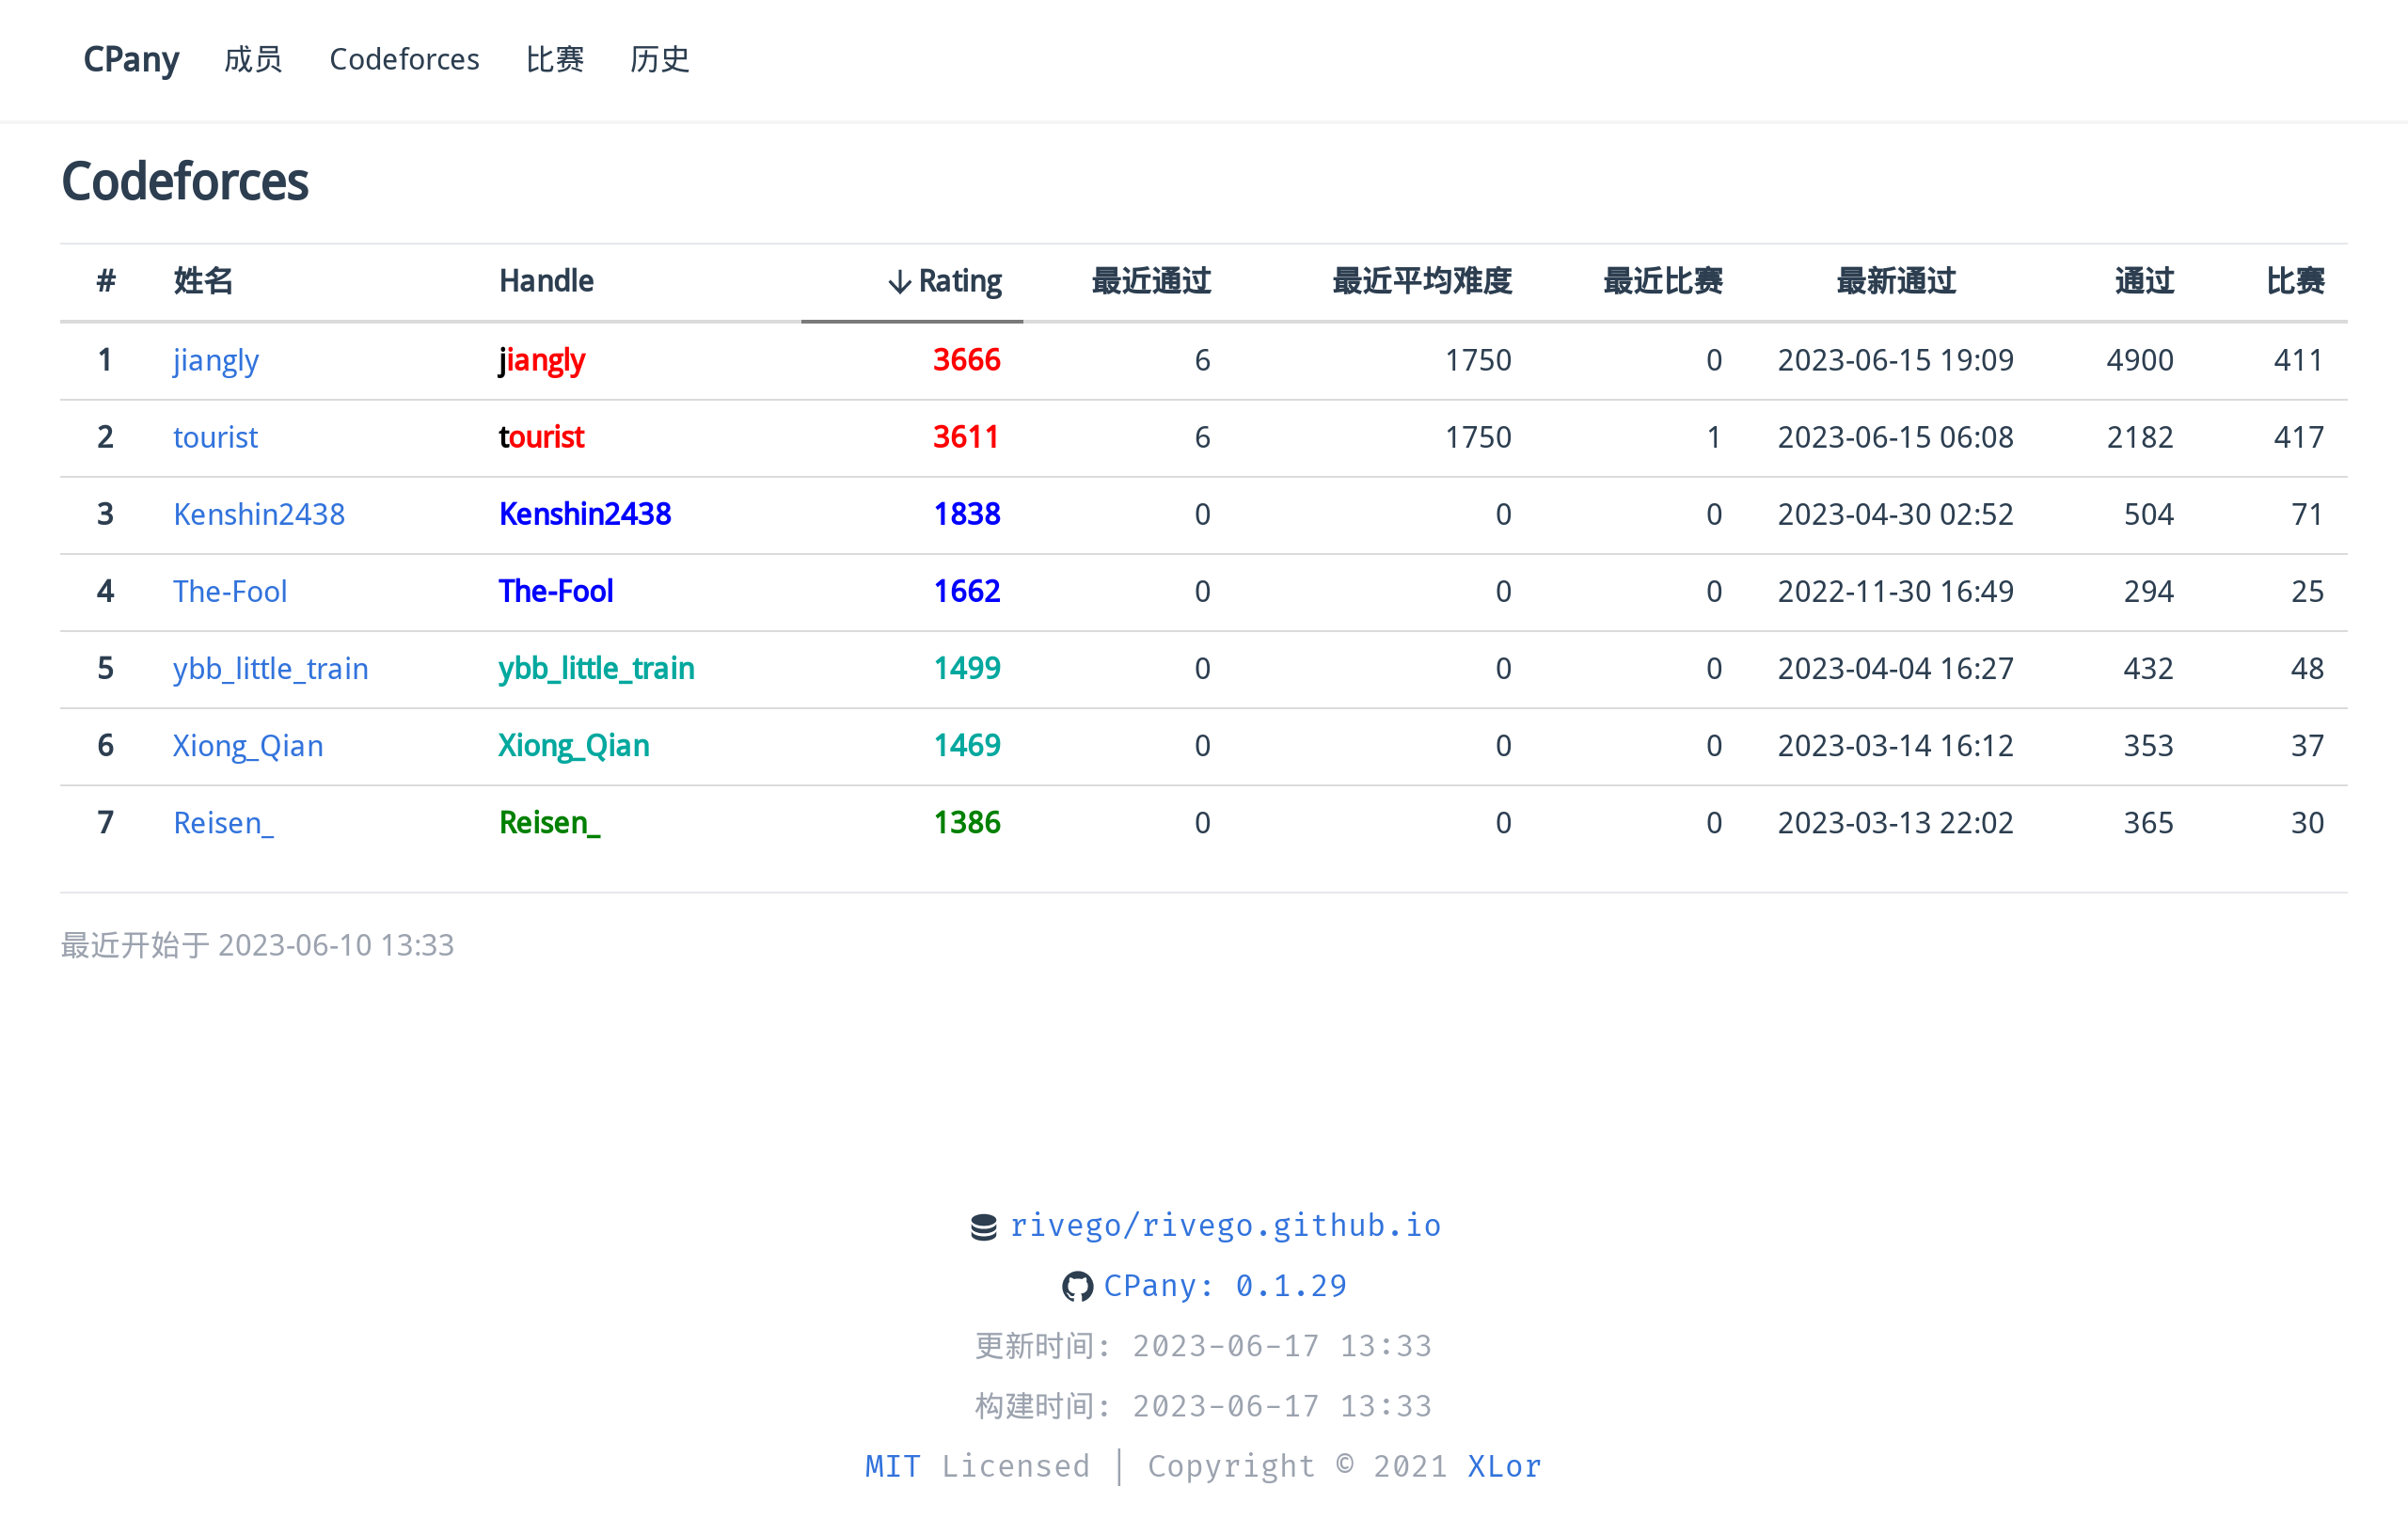 CPany 成员 Codeforces 比赛 历史
Codeforces
# 姓名 Handle ↓ Rating 最近通过 最近平均难度 最近比赛 最新通过 通过 比赛
1 jiangly jiangly 3666 6 1750 0 2023-06-15 19:09 4900 411
2 tourist tourist 3611 6 1750 1 2023-06-15 06:08 2182 417
3 Kenshin2438 Kenshin2438 1838 0 0 0 2023-04-30 02:52 504 71
4 The-Fool The-Fool 1662 0 0 0 2022-11-30 16:49 294 25
5 ybb_little_train ybb_little_train 1499 0 0 0 2023-04-04 16:27 432 48
6 Xiong_Qian Xiong_Qian 1469 0 0 0 2023-03-14 16:12 353 37
7 Reisen_ Reisen_ 1386 0 0 0 2023-03-13 22:02 365 30
最近开始于 2023-06-10 13:33
rivego/rivego.github.io
CPany: 0.1.29
更新时间: 2023-06-17 13:33
构建时间: 2023-06-17 13:33
MIT Licensed | Copyright © 2021 XLor